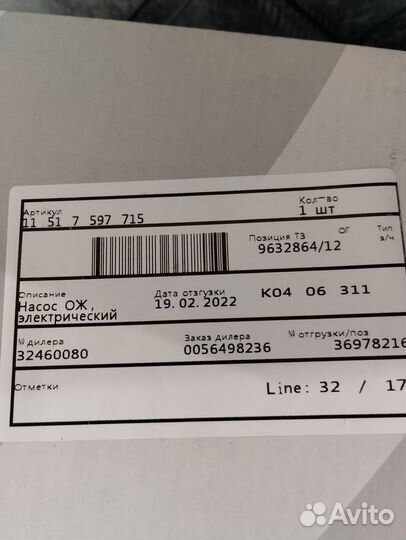 Артикул Кол-во
11 51 7 597 715 1 шт
Позиция ТЗ ОГ Тип з/ч
9632864/12
Описание Дата отгузки K04 06 311
Насос ОЖ, 19.02.2022
электрический
№ дилера Заказ дилера № отгрузки/поз
32460080 0056498236 36978216
Отметки Line: 32 / 17
Avito